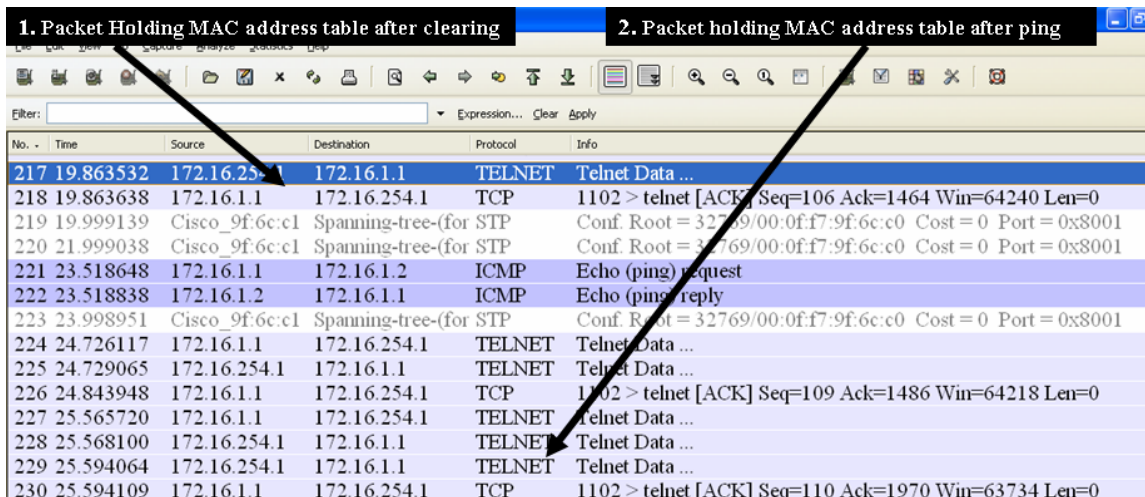 1. Packet Holding MAC address table after clearing
2. Packet holding MAC address table after ping
File Edit View Go Capture Analyze Statistics Help
Filter: Expression... Clear Apply
No. - Time Source Destination Protocol Info
217 19.863532 172.16.254.1 172.16.1.1 TELNET Telnet Data ...
218 19.863638 172.16.1.1 172.16.254.1 TCP 1102 > telnet [ACK] Seq=106 Ack=1464 Win=64240 Len=0
219 19.999139 Cisco_9f:6c:c1 Spanning-tree-(for STP Conf. Root = 32769/00:0f:f7:9f:6c:c0 Cost = 0 Port = 0x8001
220 21.999038 Cisco_9f:6c:c1 Spanning-tree-(for STP Conf. Root = 32769/00:0f:f7:9f:6c:c0 Cost = 0 Port = 0x8001
221 23.518648 172.16.1.1 172.16.1.2 ICMP Echo (ping) request
222 23.518838 172.16.1.2 172.16.1.1 ICMP Echo (ping) reply
223 23.998951 Cisco_9f:6c:c1 Spanning-tree-(for STP Conf. Root = 32769/00:0f:f7:9f:6c:c0 Cost = 0 Port = 0x8001
224 24.726117 172.16.1.1 172.16.254.1 TELNET Telnet Data ...
225 24.729065 172.16.254.1 172.16.1.1 TELNET Telnet Data ...
226 24.843948 172.16.1.1 172.16.254.1 TCP 1102 > telnet [ACK] Seq=109 Ack=1486 Win=64218 Len=0
227 25.565720 172.16.1.1 172.16.254.1 TELNET Telnet Data ...
228 25.568100 172.16.254.1 172.16.1.1 TELNET Telnet Data ...
229 25.594064 172.16.254.1 172.16.1.1 TELNET Telnet Data ...
230 25.594109 172.16.1.1 172.16.254.1 TCP 1102 > telnet [ACK] Seq=110 Ack=1970 Win=63734 Len=0